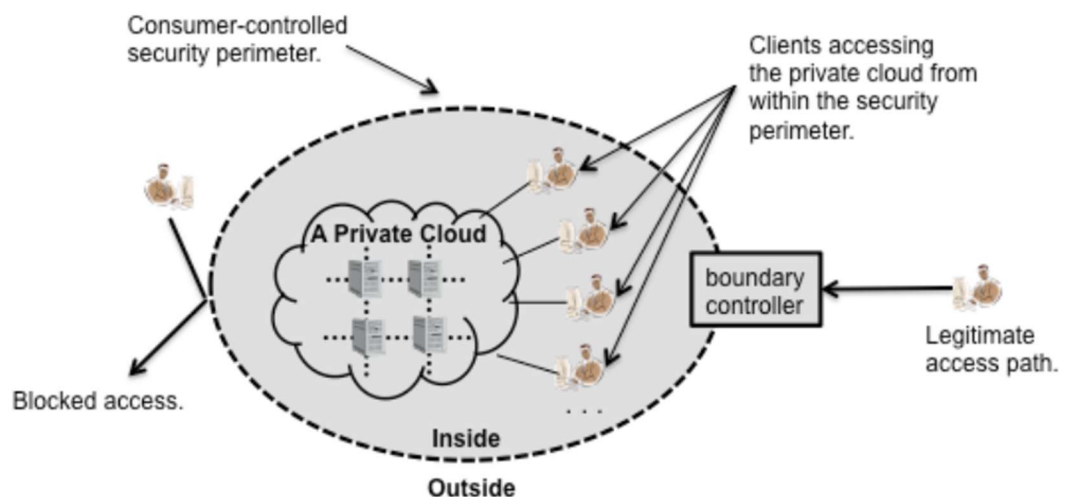 Consumer-controlled
security perimeter.
Clients accessing
the private cloud from
within the security
perimeter.
A Private Cloud
boundary
controller
Legitimate
access path.
Blocked access.
. . .
Inside
Outside